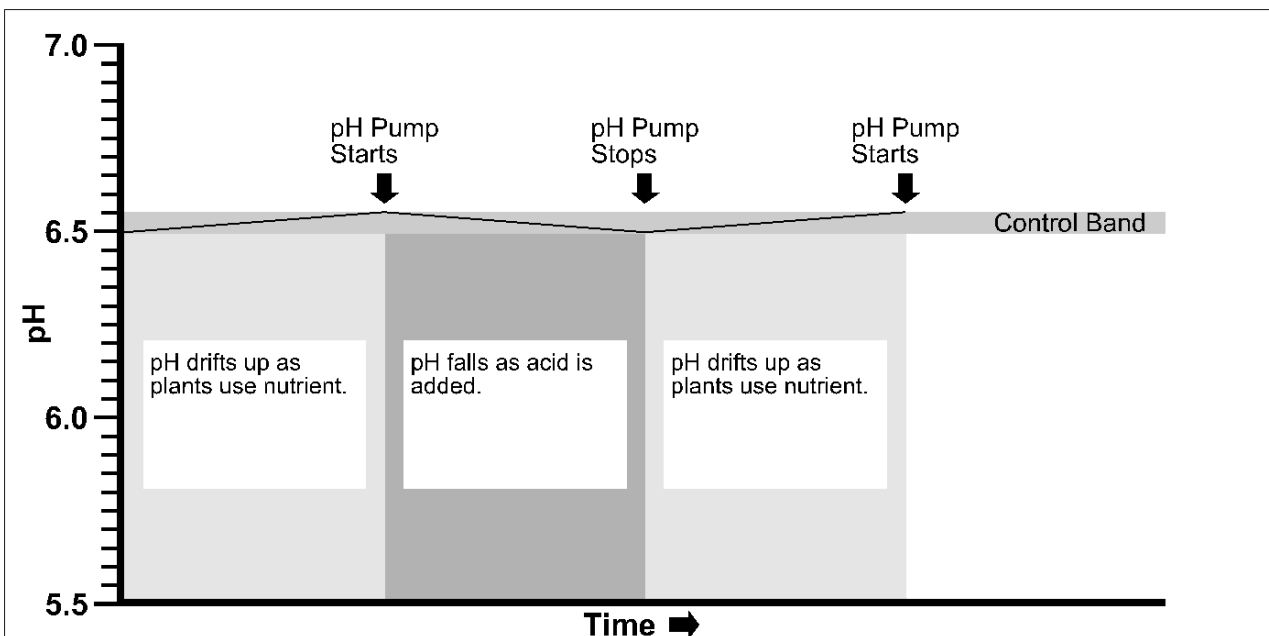 7.0
pH Pump
Starts
pH Pump
Stops
pH Pump
Starts
6.5
Control Band
pH
pH drifts up as
plants use nutrient.
pH falls as acid is
added.
pH drifts up as
plants use nutrient.
6.0
5.5
Time